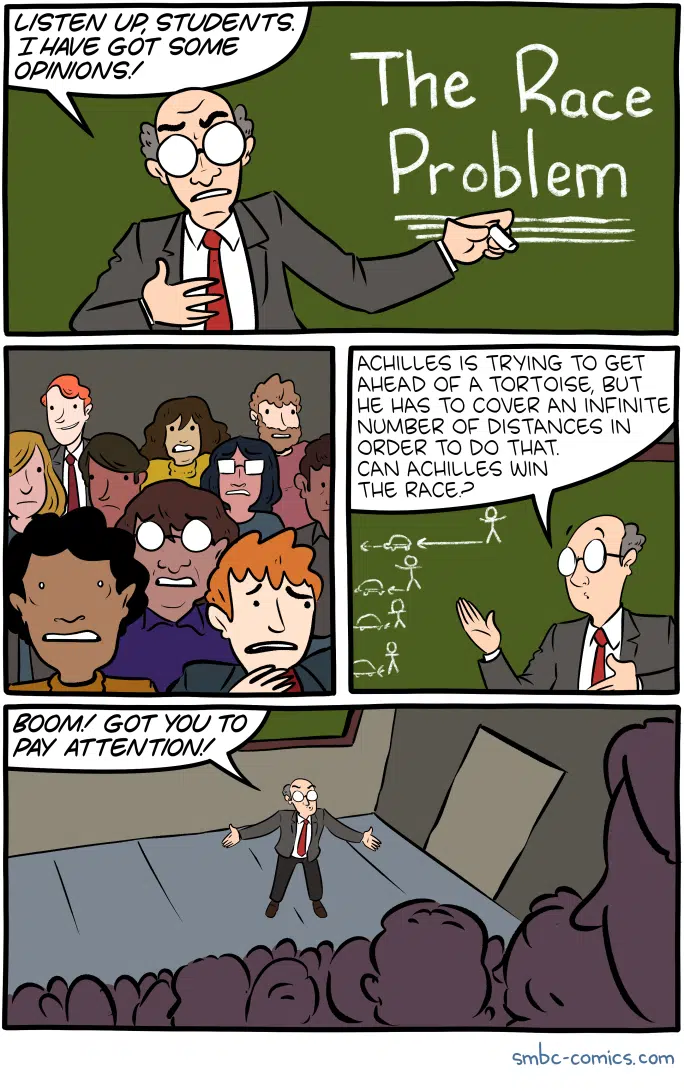 LISTEN UP, STUDENTS.
I HAVE GOT SOME
OPINIONS!
The Race
Problem
ACHILLES IS TRYING TO GET
AHEAD OF A TORTOISE, BUT
HE HAS TO COVER AN INFINITE
NUMBER OF DISTANCES IN
ORDER TO DO THAT.
CAN ACHILLES WIN
THE RACE?
BOOM! GOT YOU TO
PAY ATTENTION!
smbc-comics.com